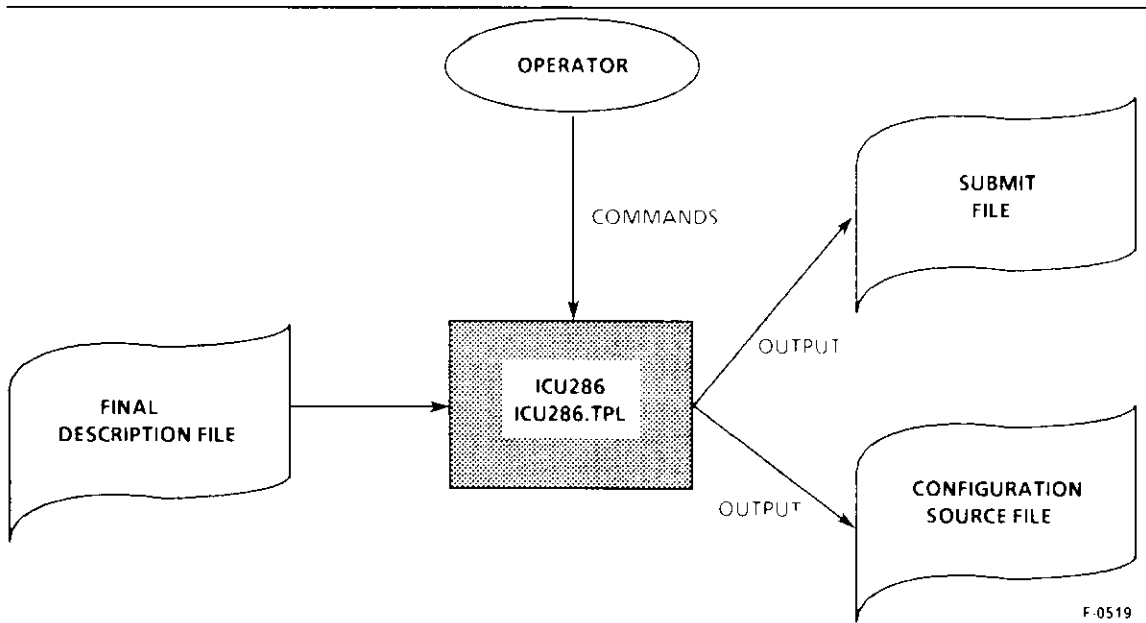 OPERATOR
COMMANDS
SUBMIT
FILE
OUTPUT
ICU286
ICU286.TPL
FINAL
DESCRIPTION FILE
OUTPUT
CONFIGURATION
SOURCE FILE
F-0519